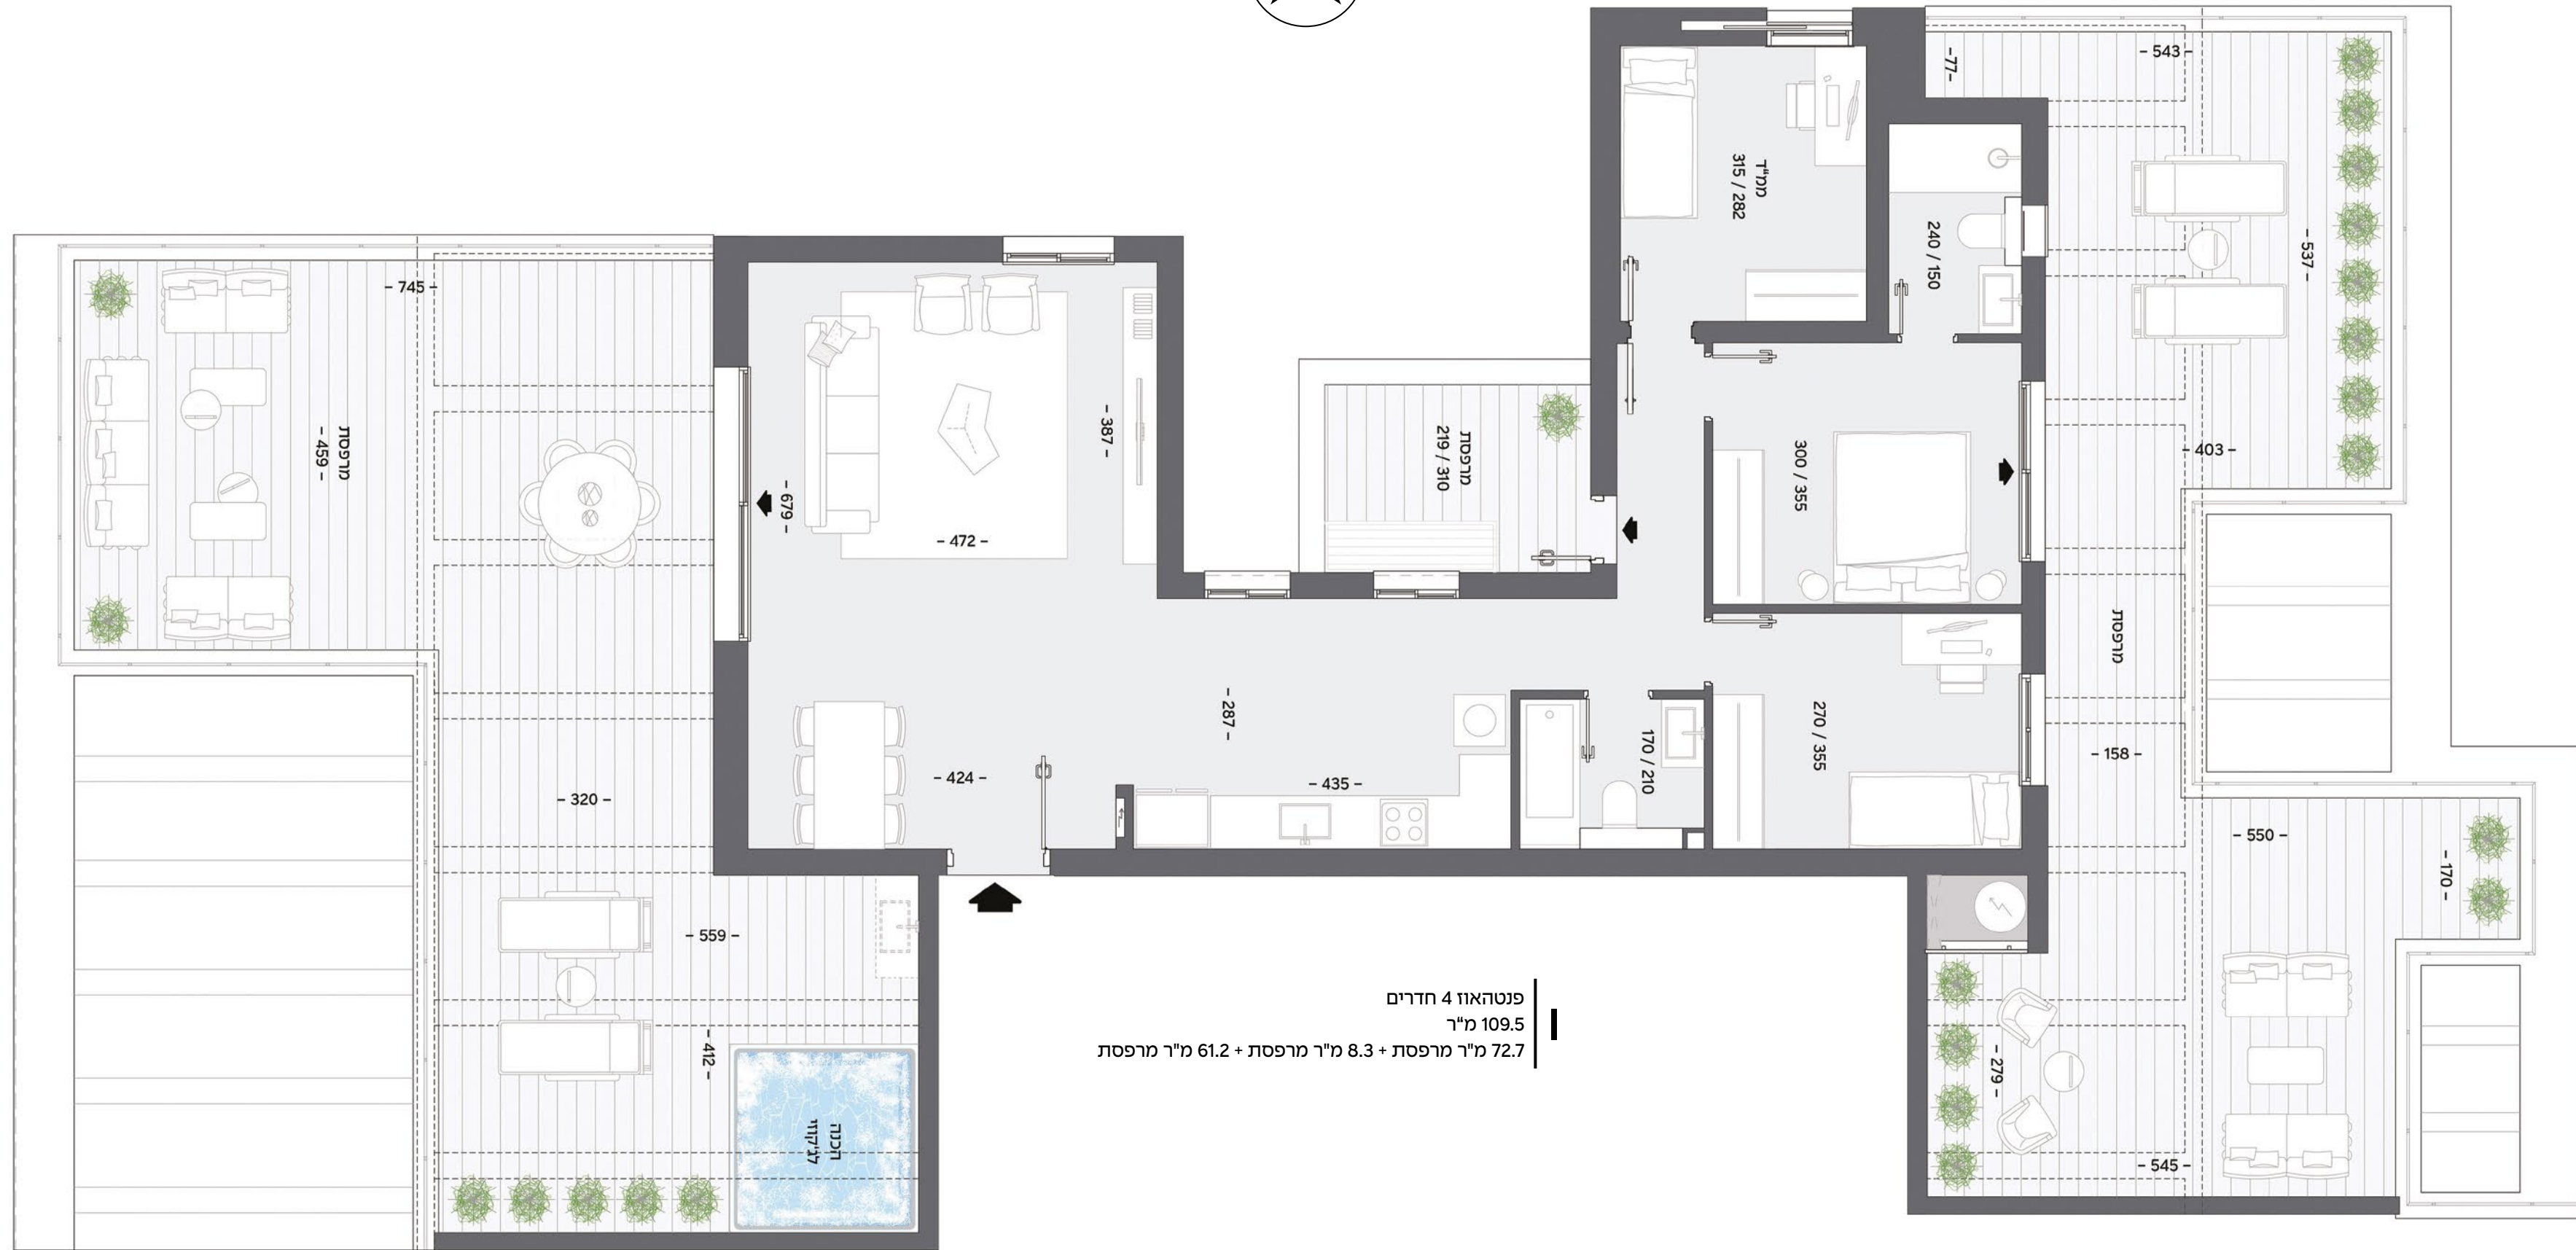 - 543 -
-77-
ממ"ד
315 / 282
240 / 150
- 537 -
- 745 -
מרפסת
- 459 -
- 387 -
מרפסת
219 / 310
300 / 355
- 403 -
- 679 -
- 472 -
מרפסת
- 287 -
170 / 210
270 / 355
- 158 -
- 424 -
- 435 -
- 320 -
- 550 -
- 170 -
- 559 -
- 412 -
הכנה
לג'קוזי
- 279 -
- 545 -
פנטהאוז 4 חדרים
109.5 מ"ר
72.7 מ"ר מרפסת + 8.3 מ"ר מרפסת + 61.2 מ"ר מרפסת